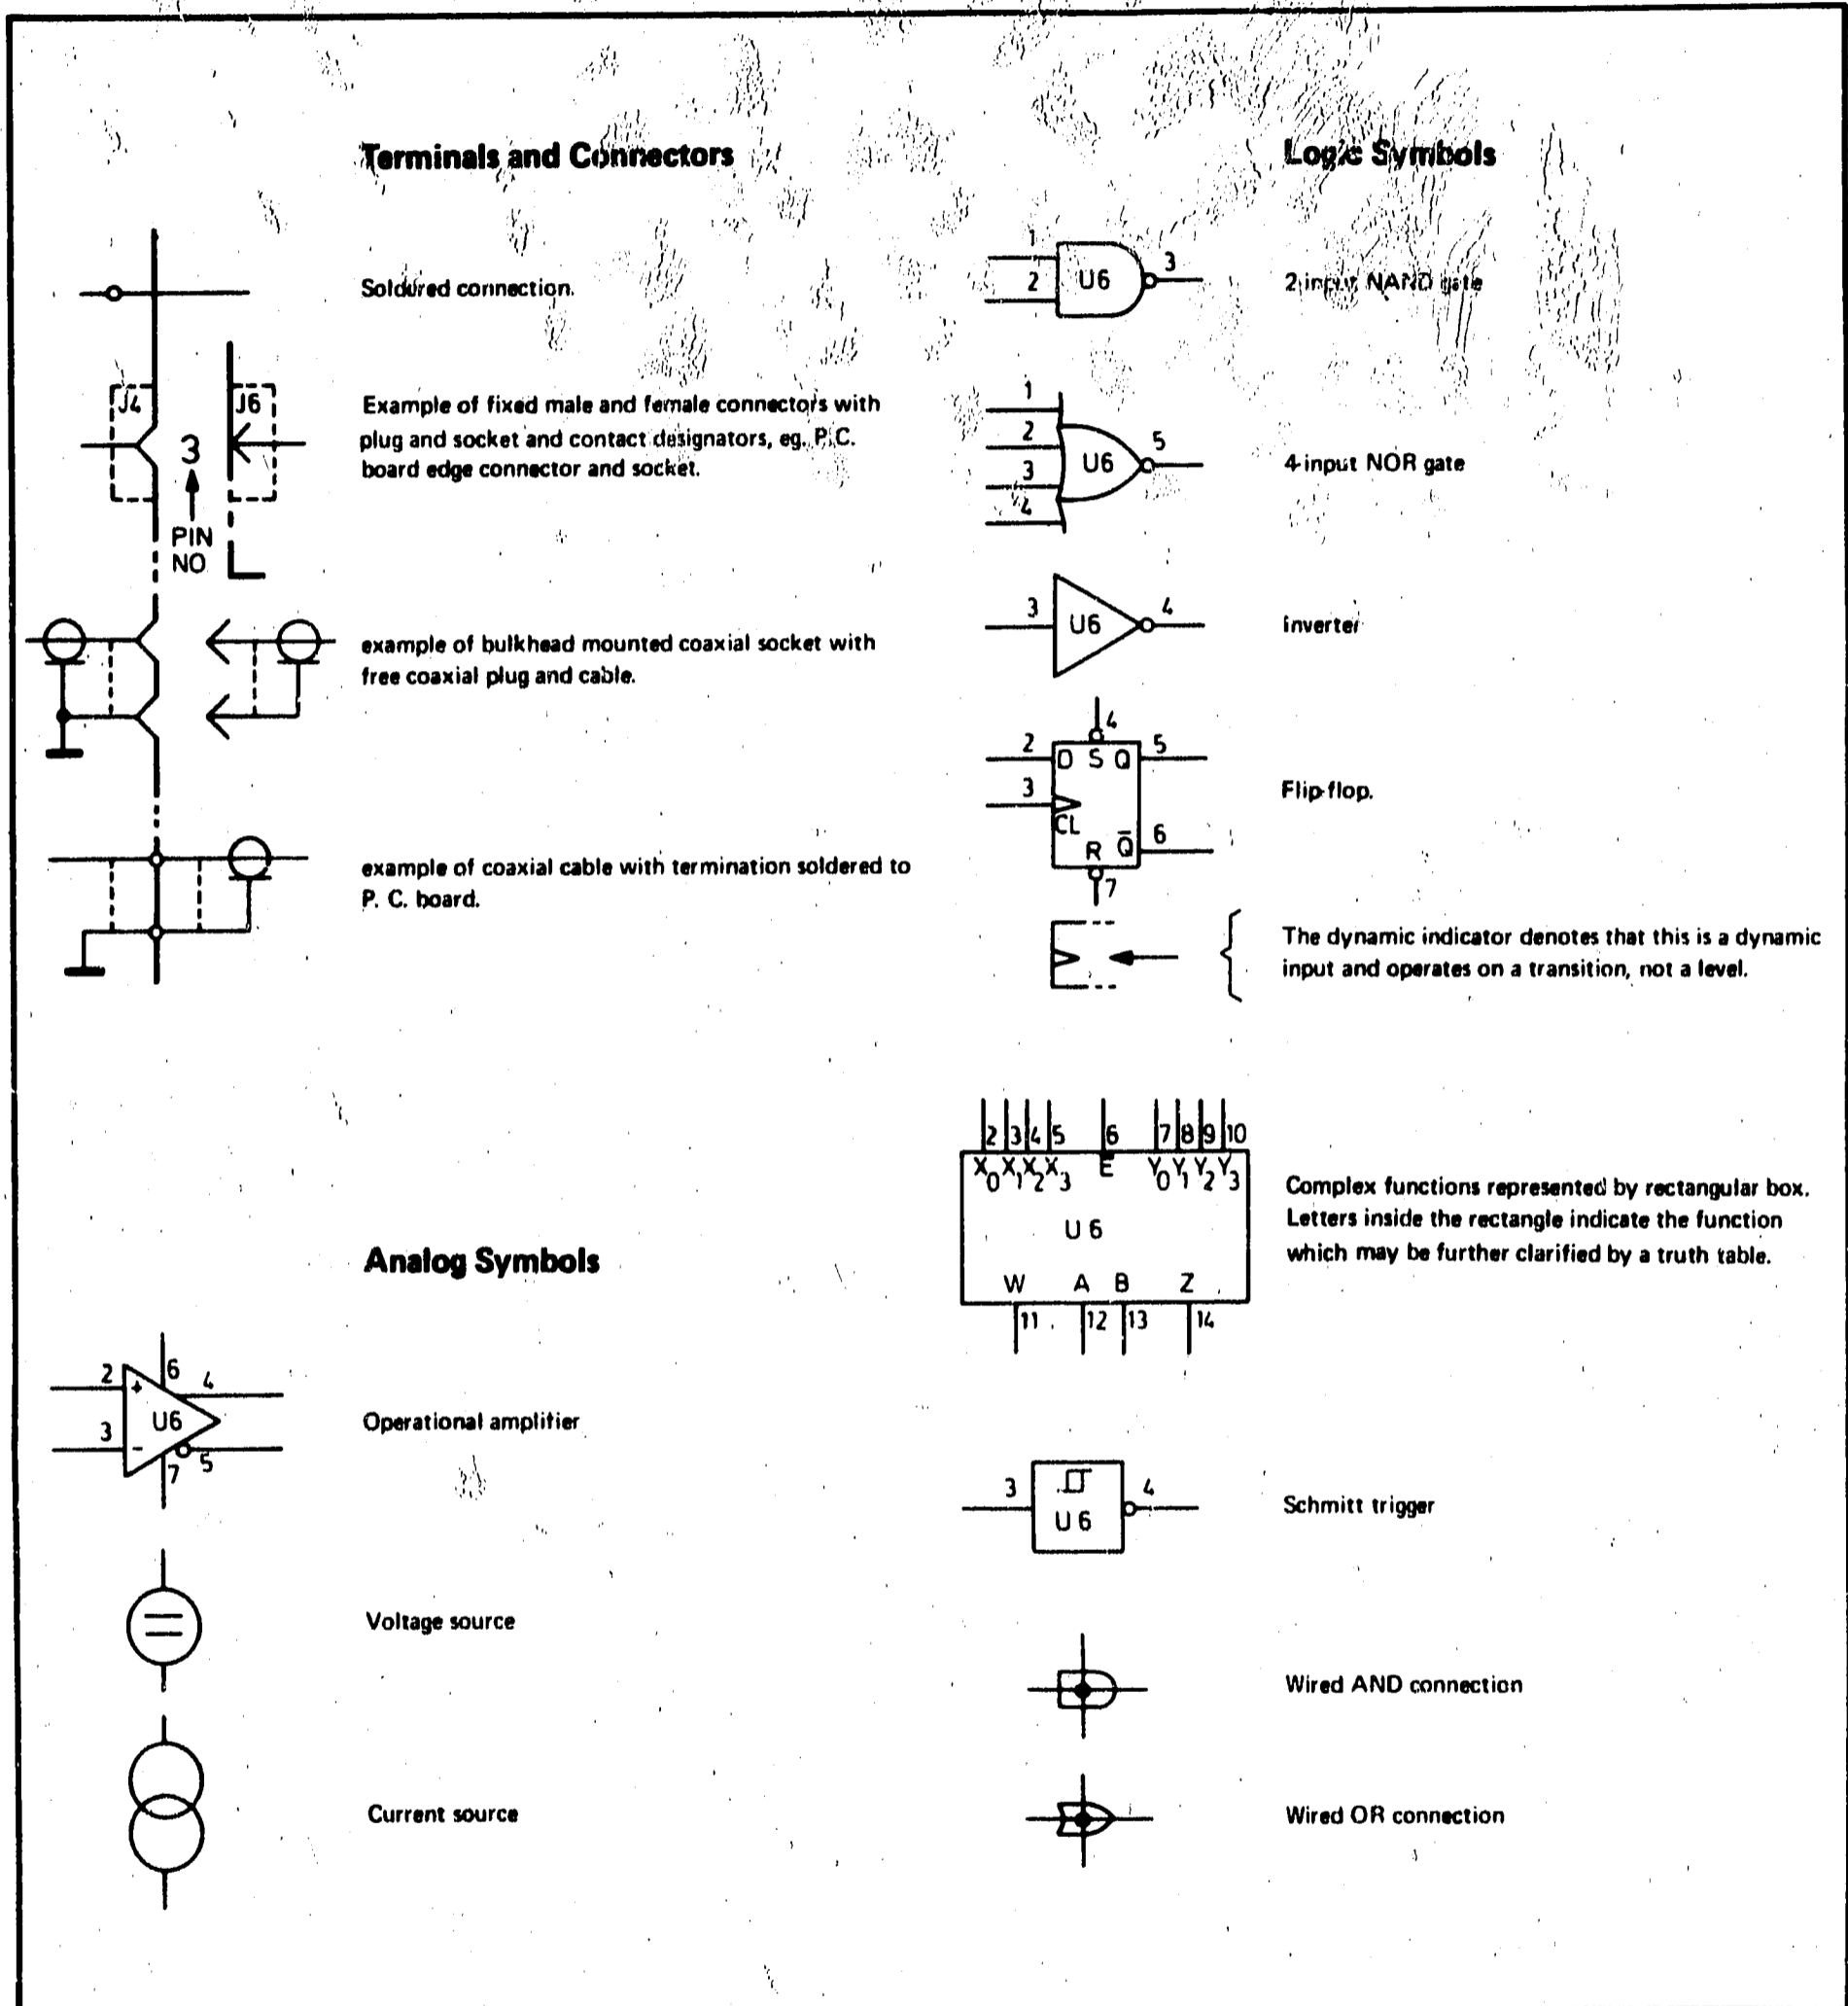 Terminals and Connectors
Soldered connection.
J4
J6
3
PIN
NO
Example of fixed male and female connectors with
plug and socket and contact designators, eg. P.C.
board edge connector and socket.
example of bulkhead mounted coaxial socket with
free coaxial plug and cable.
example of coaxial cable with termination soldered to
P. C. board.
Analog Symbols
2
3
+
-
U6
6
4
7
5
Operational amplifier
Voltage source
Current source
Logic Symbols
1
2
U6
3
2-input NAND gate
1
2
3
4
U6
5
4-input NOR gate
3
U6
4
inverter
4
2
D S Q
5
3
CL
R Q̅
6
7
Flip-flop.
The dynamic indicator denotes that this is a dynamic
input and operates on a transition, not a level.
2 3 4 5 6 7 8 9 10
X0 X1 X2 X3 E̅ Y0 Y1 Y2 Y3
U6
W A B Z
11 12 13 14
Complex functions represented by rectangular box.
Letters inside the rectangle indicate the function
which may be further clarified by a truth table.
3
U6
4
Schmitt trigger
Wired AND connection
Wired OR connection